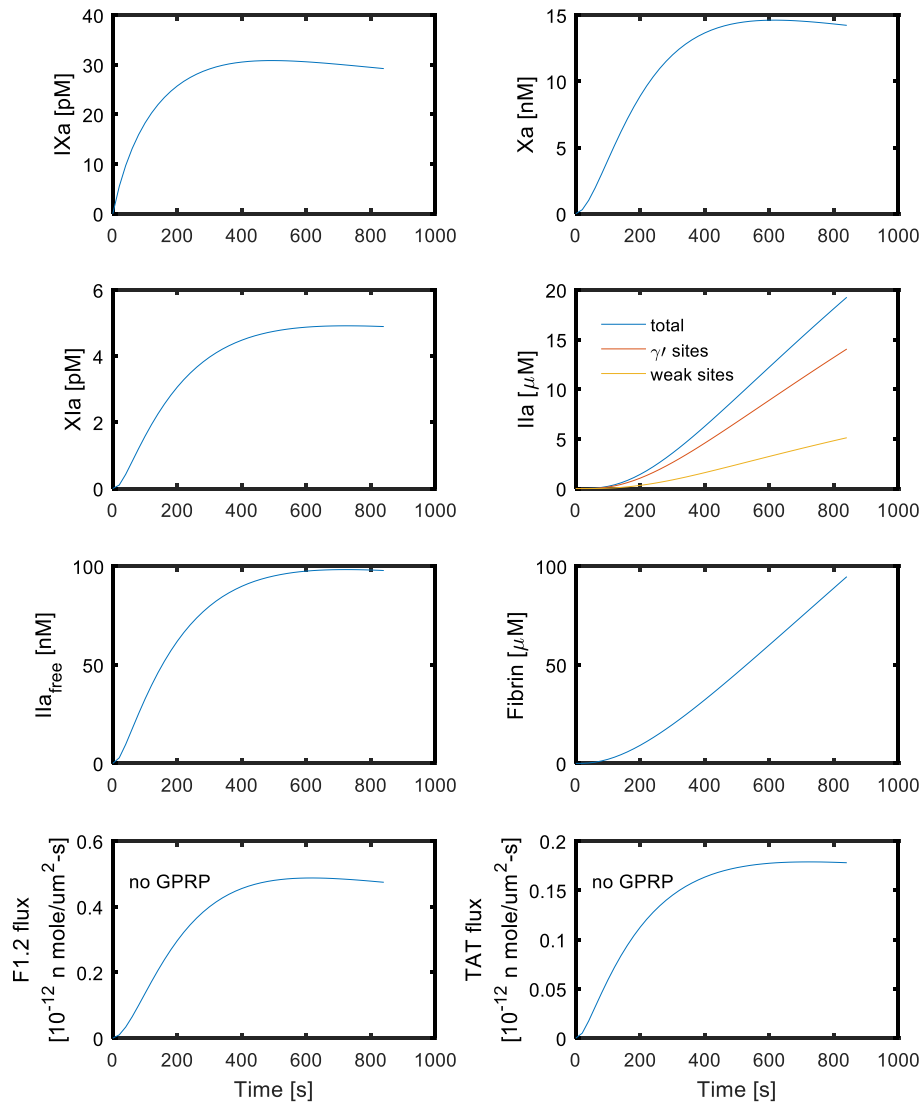 40
30
20
10
0
IXa [pM]
0 200 400 600 800 1000
15
10
5
0
Xa [nM]
0 200 400 600 800 1000
6
4
2
0
XIa [pM]
0 200 400 600 800 1000
20
15
10
5
0
IIa [μM]
total
γ′ sites
weak sites
0 200 400 600 800 1000
100
50
0
IIa_free [nM]
0 200 400 600 800 1000
100
50
0
Fibrin [μM]
0 200 400 600 800 1000
0.6
0.4
0.2
0
F1.2 flux
[10^-12 n mole/um^2-s]
no GPRP
0 200 400 600 800 1000
Time [s]
0.2
0.15
0.1
0.05
0
TAT flux
[10^-12 n mole/um^2-s]
no GPRP
0 200 400 600 800 1000
Time [s]